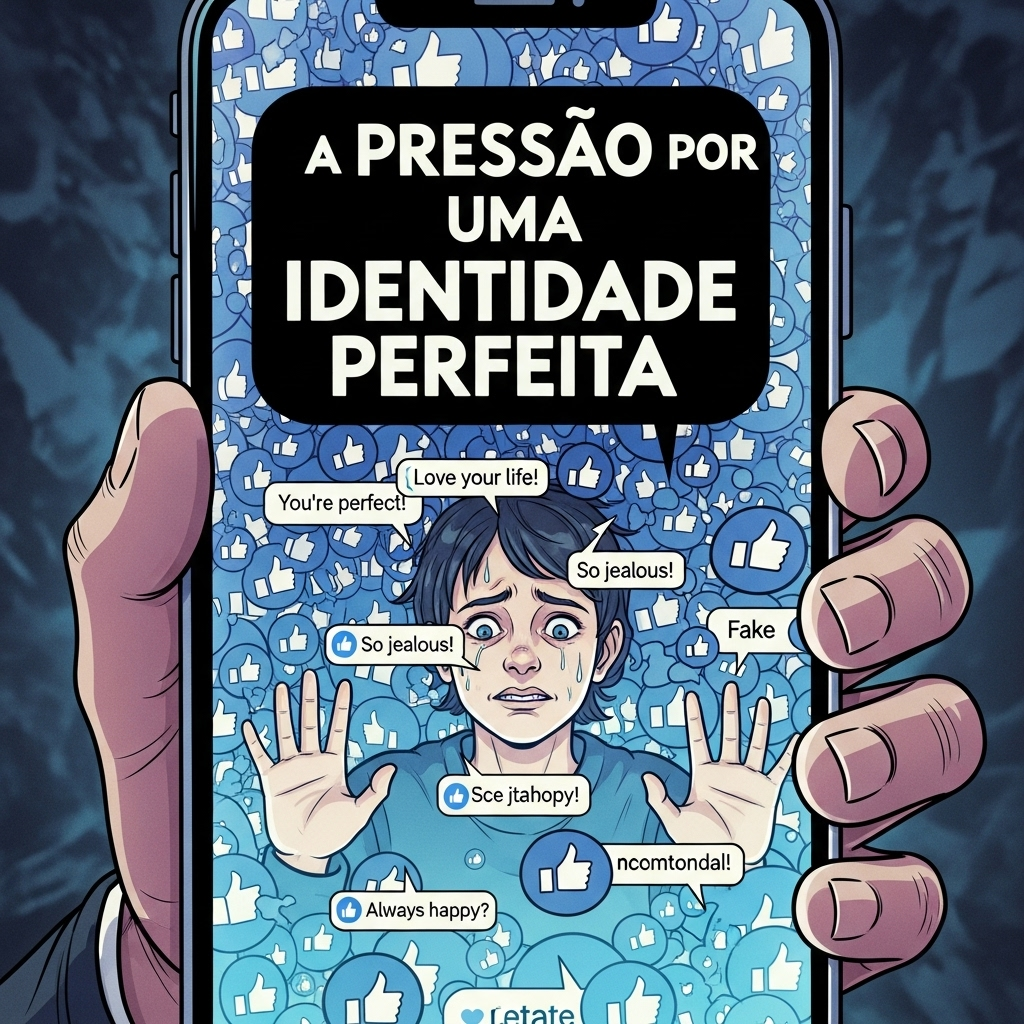 A PRESSÃO POR
UMA
IDENTIDADE
PERFEITA
Love your life!
You're perfect!
So jealous!
Fake
So jealous!
Sce jtahopy!
ncomtondal!
Always happy?